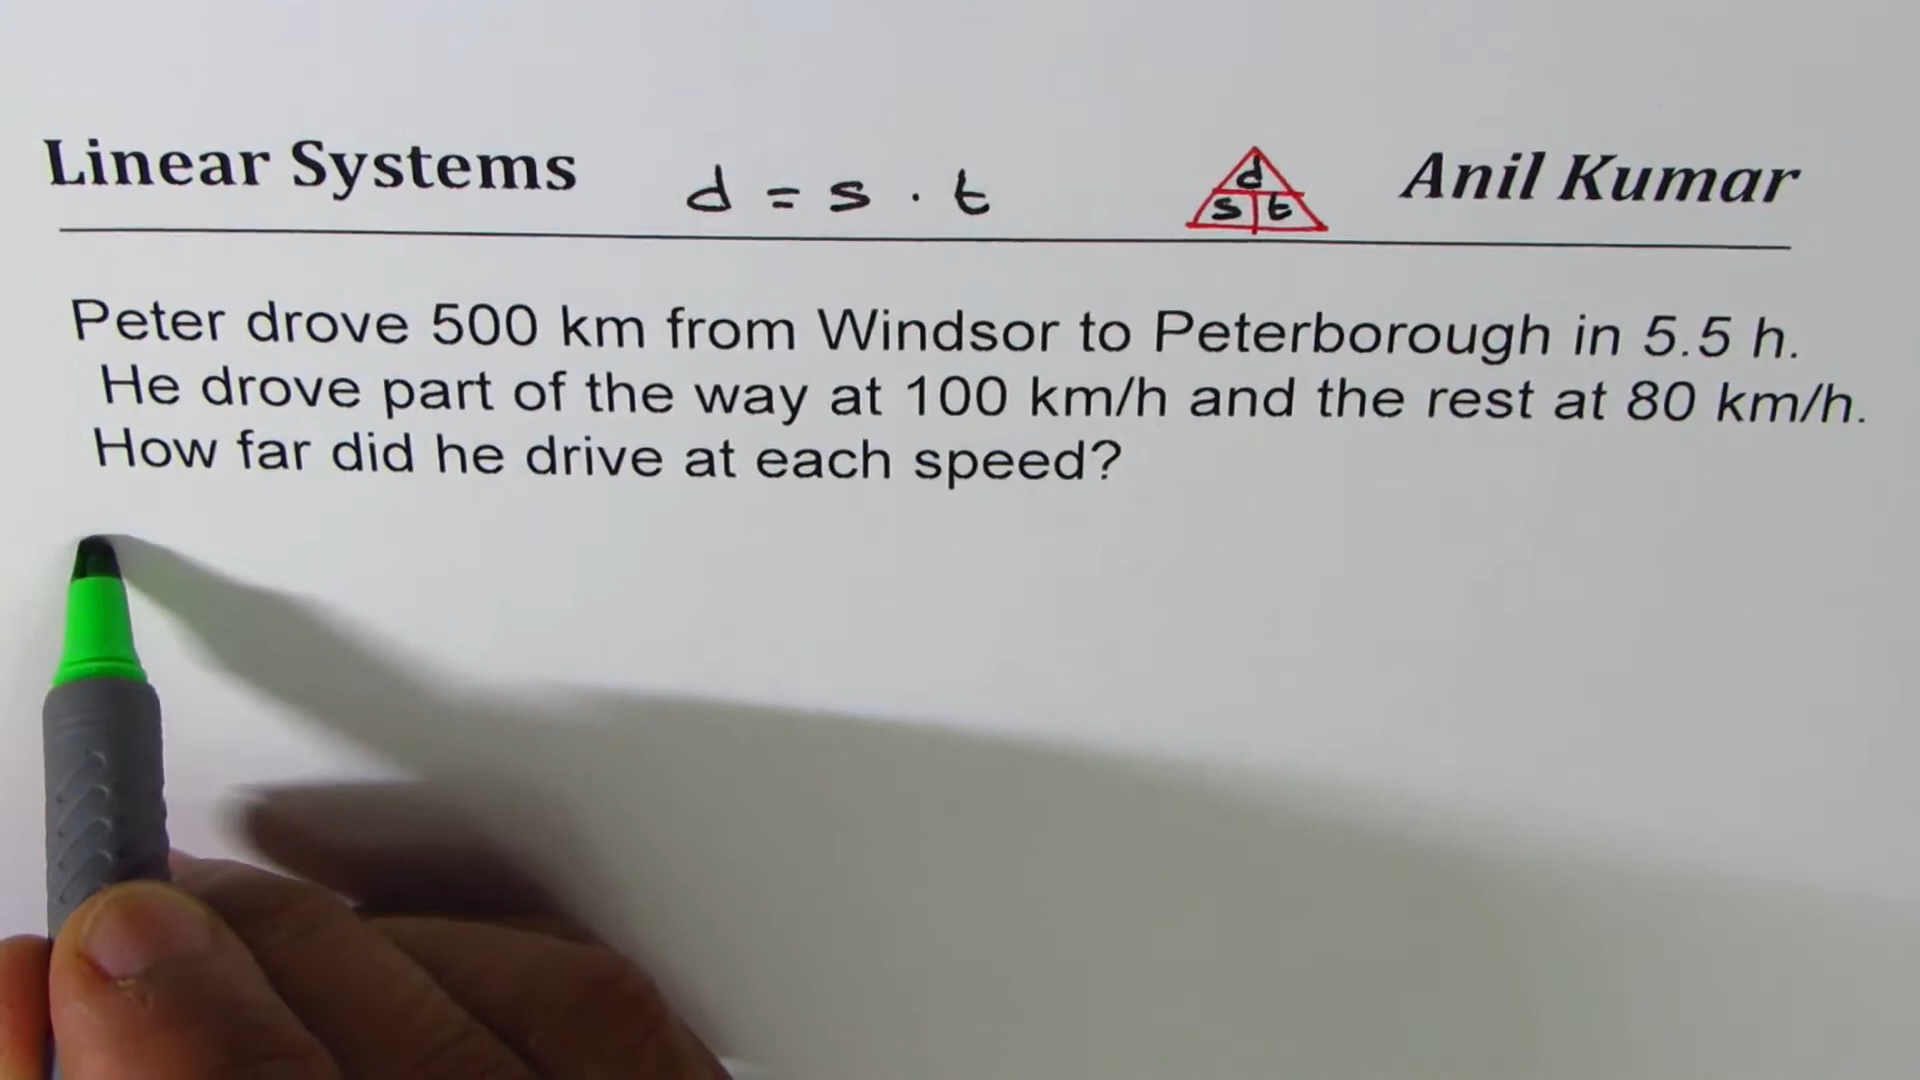 Linear Systems
d = s . t
d
s t
Anil Kumar
Peter drove 500 km from Windsor to Peterborough in 5.5 h.
He drove part of the way at 100 km/h and the rest at 80 km/h.
How far did he drive at each speed?